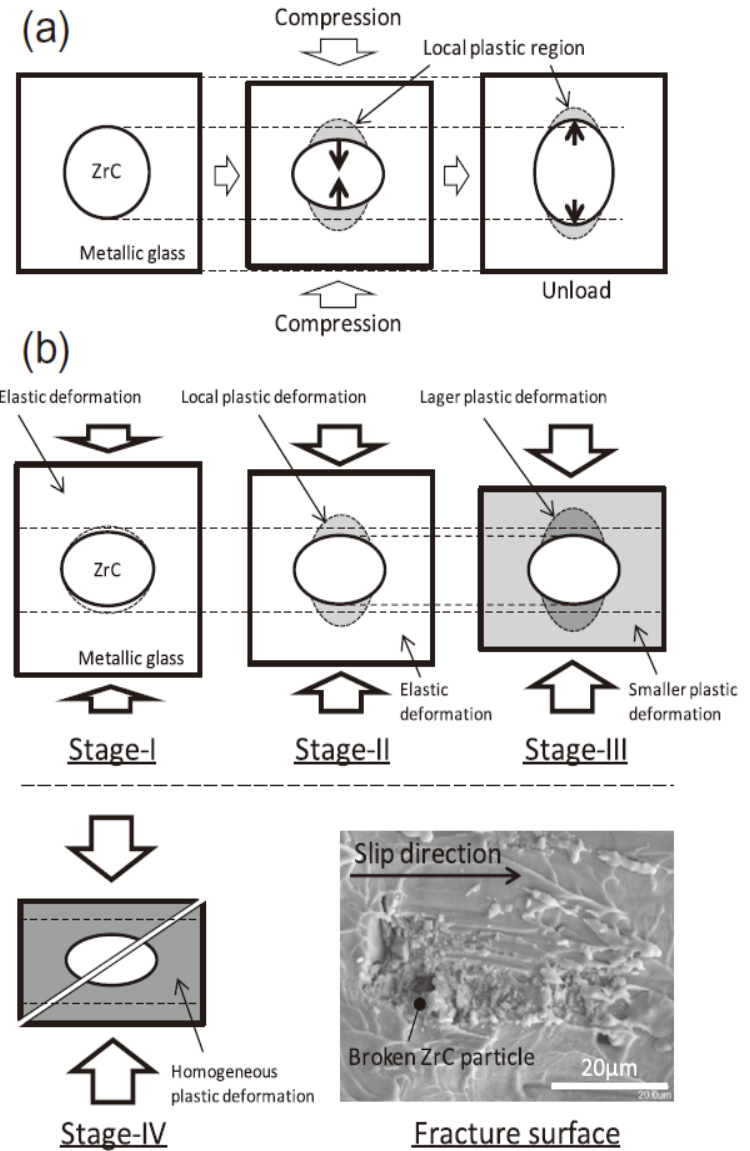 (a)
Compression
Local plastic region
ZrC
Metallic glass
Compression
Unload
(b)
Elastic deformation
Local plastic deformation
Lager plastic deformation
ZrC
Metallic glass
Elastic
deformation
Smaller plastic
deformation
Stage-I
Stage-II
Stage-III
Slip direction
Broken ZrC particle
20μm
20.0um
Homogeneous
plastic deformation
Stage-IV
Fracture surface